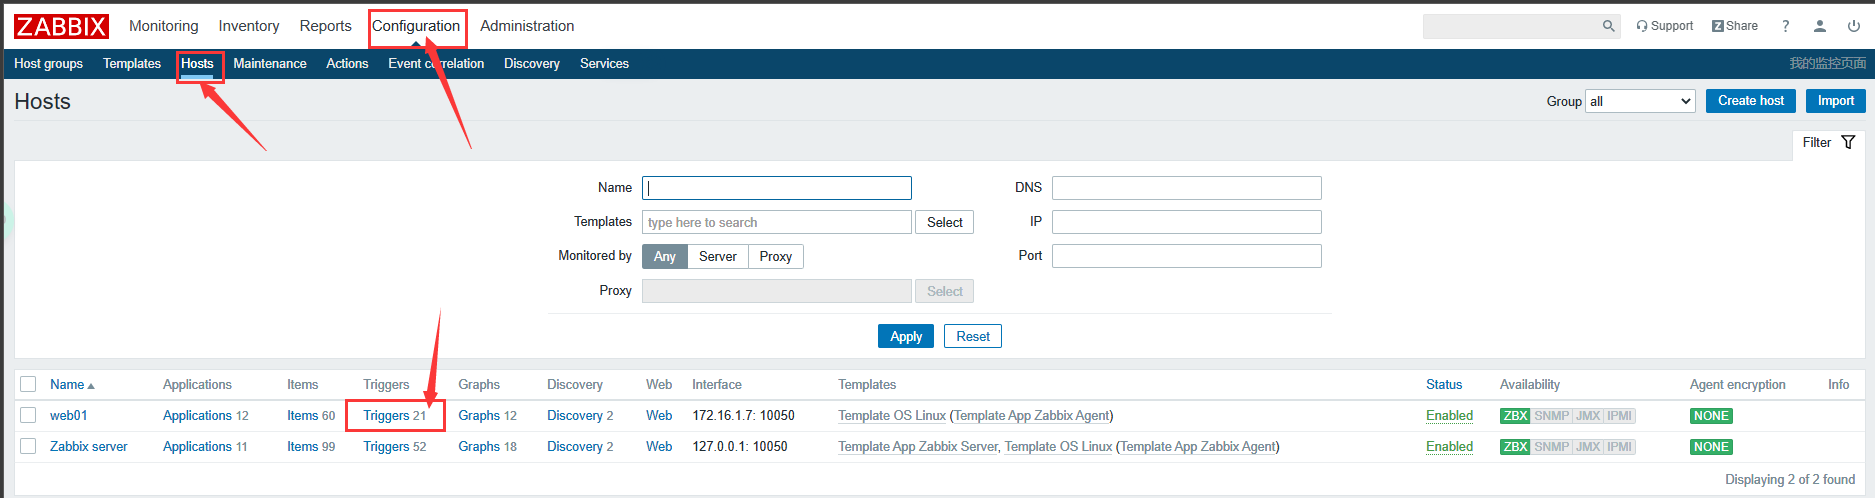 ZABBIX Monitoring Inventory Reports Configuration Administration Support Z Share ?
Host groups Templates Hosts Maintenance Actions Event correlation Discovery Services 我的监控页面
Hosts Group all Create host Import
Filter
Name DNS
Templates type here to search Select IP
Monitored by Any Server Proxy Port
Proxy Select
Apply Reset
Name Applications Items Triggers Graphs Discovery Web Interface Templates Status Availability Agent encryption Info
web01 Applications 12 Items 60 Triggers 21 Graphs 12 Discovery 2 Web 172.16.1.7: 10050 Template OS Linux (Template App Zabbix Agent) Enabled ZBX SNMP JMX IPMI NONE
Zabbix server Applications 11 Items 99 Triggers 52 Graphs 18 Discovery 2 Web 127.0.0.1: 10050 Template App Zabbix Server, Template OS Linux (Template App Zabbix Agent) Enabled ZBX SNMP JMX IPMI NONE
Displaying 2 of 2 found